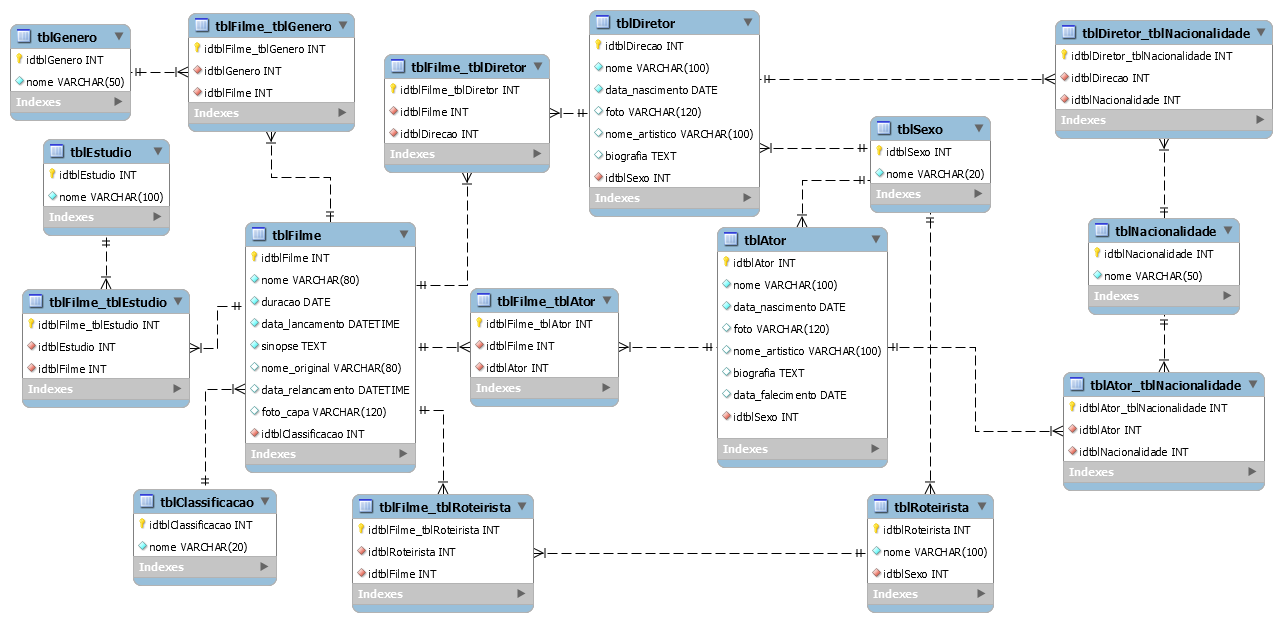 tblGenero
idtblGenero INT
nome VARCHAR(50)
Indexes
tblFilme_tblGenero
idtblFilme_tblGenero INT
idtblGenero INT
idtblFilme INT
Indexes
tblFilme_tblDiretor
idtblFilme_tblDiretor INT
idtblFilme INT
idtblDirecao INT
Indexes
tblDiretor
idtblDirecao INT
nome VARCHAR(100)
data_nascimento DATE
foto VARCHAR(120)
nome_artistico VARCHAR(100)
biografia TEXT
idtblSexo INT
Indexes
tblDiretor_tblNacionalidade
idtblDiretor_tblNacionalidade INT
idtblDirecao INT
idtblNacionalidade INT
Indexes
tblEstudio
idtblEstudio INT
nome VARCHAR(100)
Indexes
tblSexo
idtblSexo INT
nome VARCHAR(20)
Indexes
tblFilme
idtblFilme INT
nome VARCHAR(80)
duracao DATE
data_lancamento DATETIME
sinopse TEXT
nome_original VARCHAR(80)
data_relancamento DATETIME
foto_capa VARCHAR(120)
idtblClassificacao INT
Indexes
tblAtor
idtblAtor INT
nome VARCHAR(100)
data_nascimento DATE
foto VARCHAR(120)
nome_artistico VARCHAR(100)
biografia TEXT
data_falecimento DATE
idtblSexo INT
Indexes
tblNacionalidade
idtblNacionalidade INT
nome VARCHAR(50)
Indexes
tblFilme_tblEstudio
idtblFilme_tblEstudio INT
idtblEstudio INT
idtblFilme INT
Indexes
tblFilme_tblAtor
idtblFilme_tblAtor INT
idtblFilme INT
idtblAtor INT
Indexes
tblAtor_tblNacionalidade
idtblAtor_tblNacionalidade INT
idtblAtor INT
idtblNacionalidade INT
Indexes
tblClassificacao
idtblClassificacao INT
nome VARCHAR(20)
Indexes
tblFilme_tblRoteirista
idtblFilme_tblRoteirista INT
idtblRoteirista INT
idtblFilme INT
Indexes
tblRoteirista
idtblRoteirista INT
nome VARCHAR(100)
idtblSexo INT
Indexes